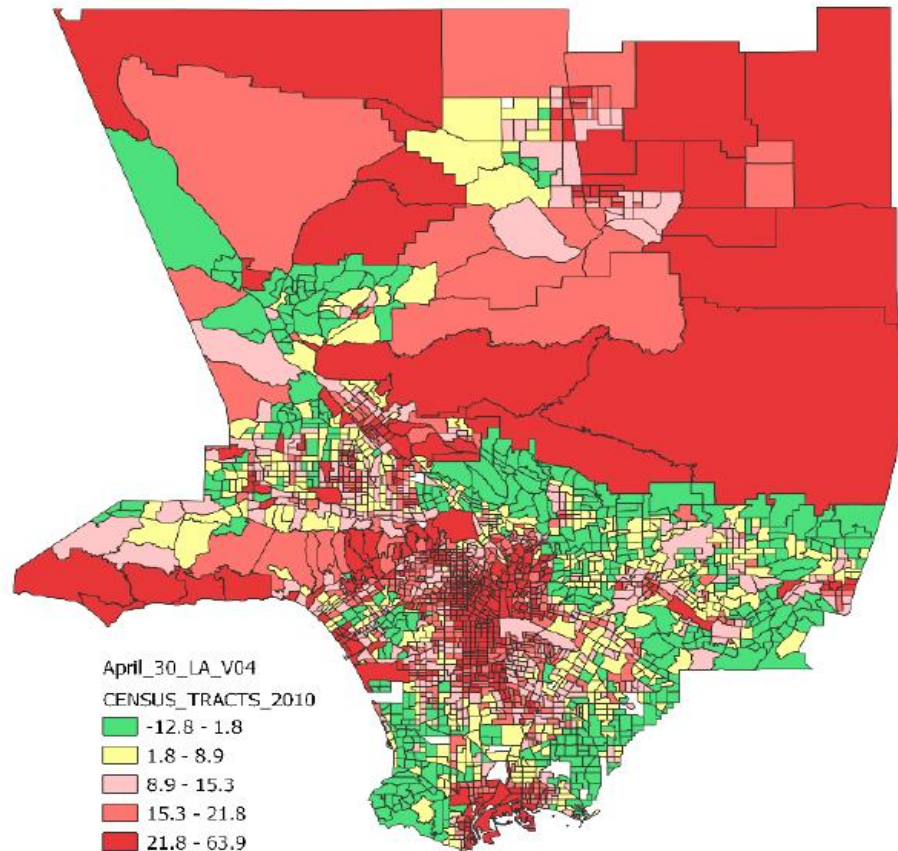 April_30_LA_V04
CENSUS_TRACTS_2010
-12.8 - 1.8
1.8 - 8.9
8.9 - 15.3
15.3 - 21.8
21.8 - 63.9